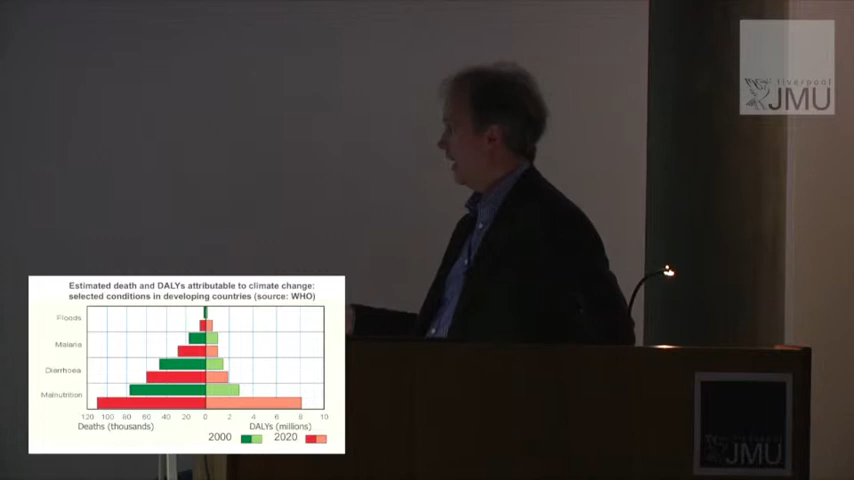 liverpool
JMU
Estimated death and DALYs attributable to climate change:
selected conditions in developing countries (source: WHO)
Floods
Malaria
Diarrhoea
Malnutrition
120 100 80 60 40 20 0 2 4 6 8 10
Deaths (thousands) DALYs (millions)
2000 2020
liverpool
JMU